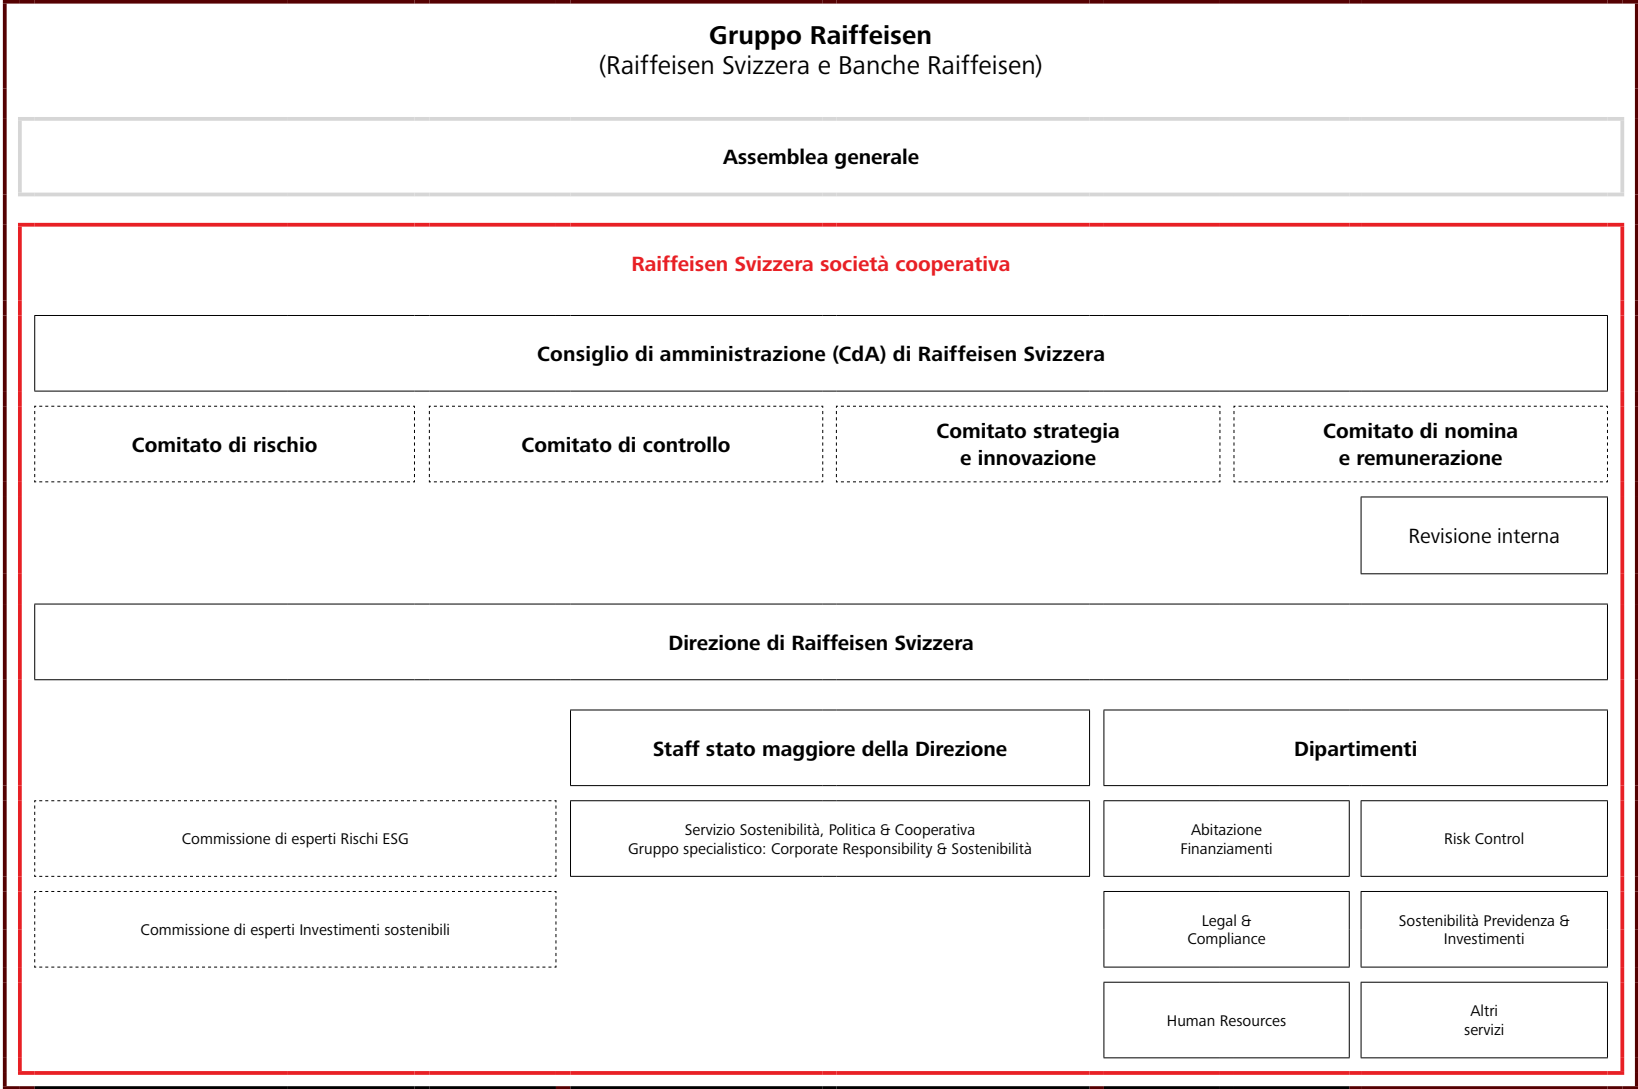 Gruppo Raiffeisen
(Raiffeisen Svizzera e Banche Raiffeisen)
Assemblea generale
Raiffeisen Svizzera società cooperativa
Consiglio di amministrazione (CdA) di Raiffeisen Svizzera
Comitato di rischio
Comitato di controllo
Comitato strategia
e innovazione
Comitato di nomina
e remunerazione
Revisione interna
Direzione di Raiffeisen Svizzera
Staff stato maggiore della Direzione
Dipartimenti
Commissione di esperti Rischi ESG
Servizio Sostenibilità, Politica & Cooperativa
Gruppo specialistico: Corporate Responsibility & Sostenibilità
Abitazione
Finanziamenti
Risk Control
Commissione di esperti Investimenti sostenibili
Legal &
Compliance
Sostenibilità Previdenza &
Investimenti
Human Resources
Altri
servizi